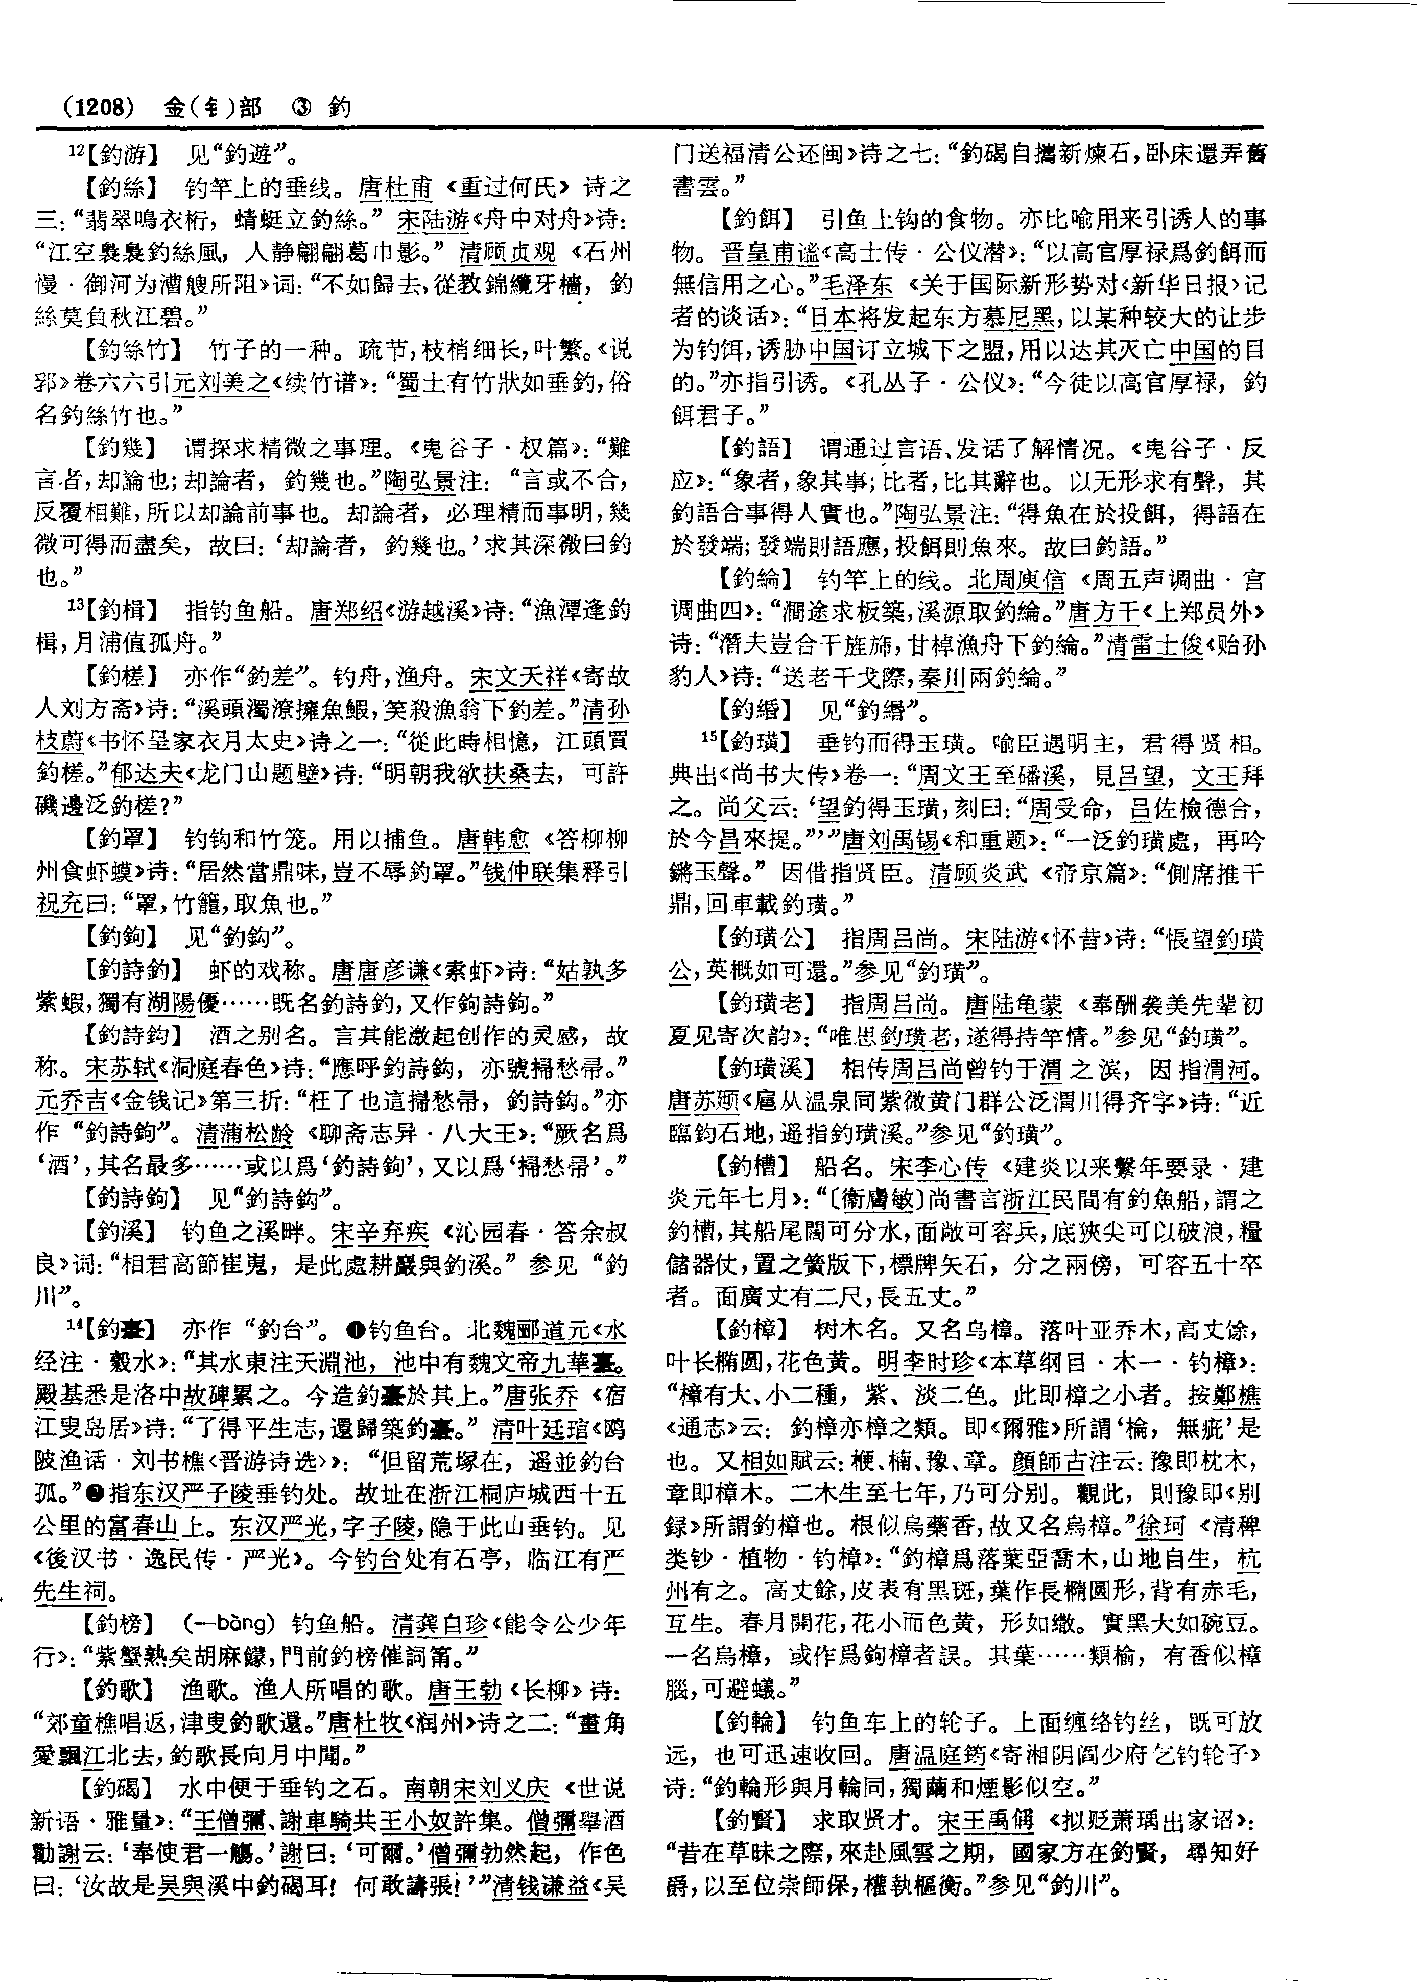 (1208) 金(钅)部 ③ 釣
12【釣游】 见“釣遊”。
【釣絲】 钓竿上的垂线。唐杜甫《重过何氏》诗之
三：“翡翠鳴衣桁，蜻蜓立釣絲。” 宋陆游《舟中对舟》诗：
“江空裊裊釣絲風，人静翩翩葛巾影。” 清顾贞观《石州
慢·御河为漕艘所阻》词：“不如歸去，從教錦纜牙檣，釣
絲莫負秋江碧。”
【釣絲竹】 竹子的一种。疏节，枝梢细长，叶繁。《说
郛》卷六六引元刘美之《续竹谱》：“蜀土有竹狀如垂釣，俗
名釣絲竹也。”
【釣幾】 谓探求精微之事理。《鬼谷子·权篇》：“難
言者，却論也；却論者，釣幾也。”陶弘景注：“言或不合，
反覆相難，所以却論前事也。却論者，必理精而事明，幾
微可得而盡矣，故曰：‘却論者，釣幾也。’求其深微曰釣
也。”
13【釣楫】 指钓鱼船。唐郑绍《游越溪》诗：“漁潭逢釣
楫，月浦值孤舟。”
【釣槎】 亦作“釣差”。钓舟，渔舟。宋文天祥《寄故
人刘方斋》诗：“溪頭濁潦擁魚鰕，笑殺漁翁下釣差。”清孙
枝蔚《书怀呈家衣月太史》诗之一：“從此時相憶，江頭買
釣槎。”郁达夫《龙门山题壁》诗：“明朝我欲扶桑去，可許
磯邊泛釣槎？”
【釣罩】 钓钩和竹笼。用以捕鱼。唐韩愈《答柳柳
州食虾蟆》诗：“居然當鼎味，豈不辱釣罩。”钱仲联集释引
祝充曰：“罩，竹籠，取魚也。”
【釣鉤】 见“釣鈎”。
【釣詩釣】 虾的戏称。唐唐彦谦《索虾》诗：“姑孰多
紫蝦，獨有湖陽優……既名釣詩釣，又作鉤詩鉤。”
【釣詩鈎】 酒之别名。言其能激起创作的灵感，故
称。宋苏轼《洞庭春色》诗：“應呼釣詩鈎，亦號掃愁帚。”
元乔吉《金钱记》第三折：“枉了也這掃愁帚，釣詩鈎。”亦
作“釣詩鉤”。清蒲松龄《聊斋志异·八大王》：“厥名爲
‘酒’，其名最多……或以爲‘釣詩鉤’，又以爲‘掃愁帚’。”
【釣詩鉤】 见“釣詩鈎”。
【釣溪】 钓鱼之溪畔。宋辛弃疾《沁园春·答余叔
良》词：“相君高節崔嵬，是此處耕巖與釣溪。” 参见“釣
川”。
14【釣臺】 亦作“釣台”。❶钓鱼台。北魏郦道元《水
经注·穀水》：“其水東注天淵池，池中有魏文帝九華臺。
殿基悉是洛中故碑累之。今造釣臺於其上。”唐张乔《宿
江叟岛居》诗：“了得平生志，還歸築釣臺。” 清叶廷琯《鸥
陂渔话·刘书樵〈晋游诗选〉》：“但留荒塚在，遥並釣台
孤。”❷指东汉严子陵垂钓处。故址在浙江桐庐城西十五
公里的富春山上。东汉严光，字子陵，隐于此山垂钓。见
《後汉书·逸民传·严光》。今钓台处有石亭，临江有严
先生祠。
【釣榜】 (—bàng) 钓鱼船。清龚自珍《能令公少年
行》：“紫蟹熟矣胡麻饛，門前釣榜催詞筩。”
【釣歌】 渔歌。渔人所唱的歌。唐王勃《长柳》诗：
“郊童樵唱返，津叟釣歌還。”唐杜牧《润州》诗之二：“畫角
愛飄江北去，釣歌長向月中聞。”
【釣碣】 水中便于垂钓之石。南朝宋刘义庆《世说
新语·雅量》：“王僧彌、謝車騎共王小奴許集。僧彌舉酒
勸謝云：‘奉使君一觴。’謝曰：‘可爾。’僧彌勃然起，作色
曰：‘汝故是吴興溪中釣碣耳！何敢譸張！’”清钱谦益《吴
门送福清公还闽》诗之七：“釣碣自攜新煉石，卧床還弄舊
書雲。”
【釣餌】 引鱼上钩的食物。亦比喻用来引诱人的事
物。晋皇甫谧《高士传·公仪潜》：“以高官厚禄爲釣餌而
無信用之心。”毛泽东《关于国际新形势对〈新华日报〉记
者的谈话》：“日本将发起东方慕尼黑，以某种较大的让步
为钓饵，诱胁中国订立城下之盟，用以达其灭亡中国的目
的。”亦指引诱。《孔丛子·公仪》：“今徒以高官厚禄，釣
餌君子。”
【釣語】 谓通过言语、发话了解情况。《鬼谷子·反
应》：“象者，象其事；比者，比其辭也。以无形求有聲，其
釣語合事得人實也。”陶弘景注：“得魚在於投餌，得語在
於發端；發端則語應，投餌則魚來。故曰釣語。”
【釣綸】 钓竿上的线。北周庾信《周五声调曲·宫
调曲四》：“澗途求板築，溪源取釣綸。”唐方干《上郑员外》
诗：“潛夫豈合干旌旆，甘棹漁舟下釣綸。”清雷士俊《贻孙
豹人》诗：“送老干戈際，秦川兩釣綸。”
【釣緡】 见“釣緍”。
15【釣璜】 垂钓而得玉璜。喻臣遇明主，君得贤相。
典出《尚书大传》卷一：“周文王至磻溪，見吕望，文王拜
之。尚父云：‘望釣得玉璜，刻曰：“周受命，吕佐檢德合，
於今昌來提。”’”唐刘禹锡《和重题》：“一泛釣璜處，再吟
鏘玉聲。” 因借指贤臣。清顾炎武《帝京篇》：“側席推干
鼎，回車載釣璜。”
【釣璜公】 指周吕尚。宋陆游《怀昔》诗：“悵望釣璜
公，英概如可還。”参见“釣璜”。
【釣璜老】 指周吕尚。唐陆龟蒙《奉酬袭美先辈初
夏见寄次韵》：“唯思釣璜老，遂得持竿情。”参见“釣璜”。
【釣璜溪】 相传周吕尚曾钓于渭之滨，因指渭河。
唐苏颋《扈从温泉同紫微黄门群公泛渭川得齐字》诗：“近
臨鈞石地，遥指釣璜溪。”参见“釣璜”。
【釣槽】 船名。宋李心传《建炎以来繫年要录·建
炎元年七月》：“〔衞膚敏〕尚書言浙江民間有釣魚船，謂之
釣槽，其船尾闊可分水，面敞可容兵，底狹尖可以破浪，糧
儲器仗，置之簧版下，標牌矢石，分之兩傍，可容五十卒
者。面廣丈有二尺，長五丈。”
【釣樟】 树木名。又名乌樟。落叶亚乔木，高丈馀，
叶长椭圆，花色黄。明李时珍《本草纲目·木一·钓樟》：
“樟有大、小二種，紫、淡二色。此即樟之小者。按鄭樵
《通志》云：釣樟亦樟之類。即《爾雅》所謂‘棆，無疵’是
也。又相如賦云：楩、楠、豫、章。顔師古注云：豫即枕木，
章即樟木。二木生至七年，乃可分别。觀此，則豫即《别
録》所謂釣樟也。根似烏藥香，故又名烏樟。”徐珂《清稗
类钞·植物·钓樟》：“釣樟爲落葉亞喬木，山地自生，杭
州有之。高丈餘，皮表有黑斑，葉作長橢圓形，背有赤毛，
互生。春月開花，花小而色黄，形如繖。實黑大如碗豆。
一名烏樟，或作爲鉤樟者誤。其葉……類榆，有香似樟
腦，可避蟻。”
【釣輪】 钓鱼车上的轮子。上面缠络钓丝，既可放
远，也可迅速收回。唐温庭筠《寄湘阴阎少府乞钓轮子》
诗：“釣輪形與月輪同，獨繭和煙影似空。”
【釣賢】 求取贤才。宋王禹偁《拟贬萧瑀出家诏》：
“昔在草昧之際，來赴風雲之期，國家方在釣賢，尋知好
爵，以至位崇師保，權執樞衡。”参见“釣川”。